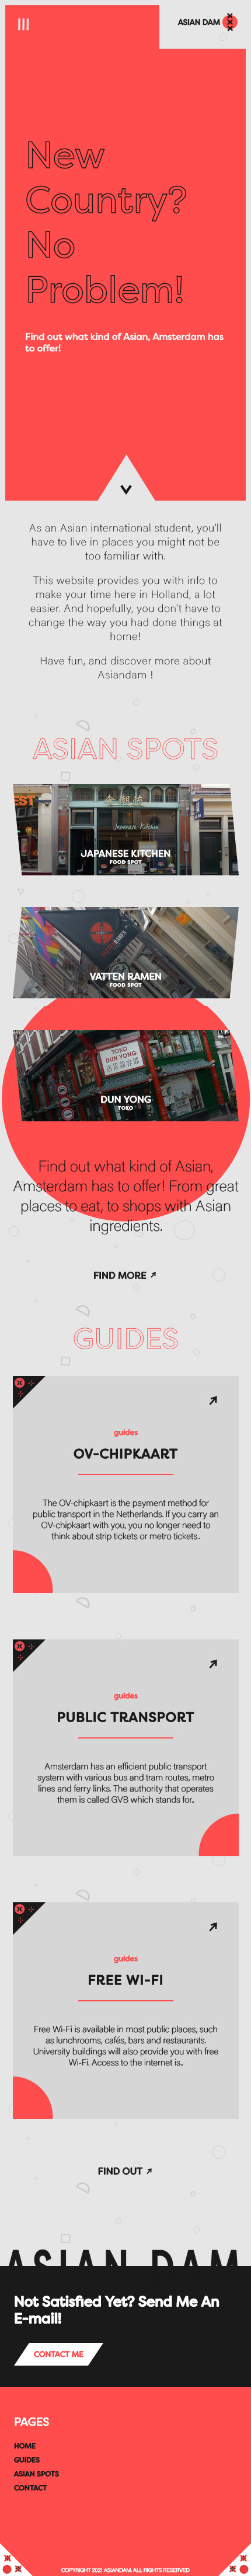 ASIAN DAM
New
Country?
No
Problem!
Find out what kind of Asian, Amsterdam has
to offer!
As an Asian international student, you'll
have to live in places you might not be
too familiar with.
This website provides you with info to
make your time here in Holland, a lot
easier. And hopefully, you don't have to
change the way you had done things at
home!
Have fun, and discover more about
Asiandam !
ASIAN SPOTS
Japanese Kitchen
JAPANESE KITCHEN
FOOD SPOT
VATTEN RAMEN
FOOD SPOT
TOKO
DUN YONG
DUN YONG
TOKO
Find out what kind of Asian,
Amsterdam has to offer! From great
places to eat, to shops with Asian
ingredients.
FIND MORE
GUIDES
guides
OV-CHIPKAART
The OV-chipkaart is the payment method for
public transport in the Netherlands. If you carry an
OV-chipkaart with you, you no longer need to
think about strip tickets or metro tickets.
guides
PUBLIC TRANSPORT
Amsterdam has an efficient public transport
system with various bus and tram routes, metro
lines and ferry links. The authority that operates
them is called GVB which stands for.
guides
FREE WI-FI
Free Wi-Fi is available in most public places, such
as lunchrooms, cafés, bars and restaurants.
University buildings will also provide you with free
Wi-Fi. Access to the internet is.
FIND OUT
ASIAN DAM
Not Satisfied Yet? Send Me An
E-mail!
CONTACT ME
PAGES
HOME
GUIDES
ASIAN SPOTS
CONTACT
COPYRIGHT 2021 ASIANDAM. ALL RIGHTS RESERVED